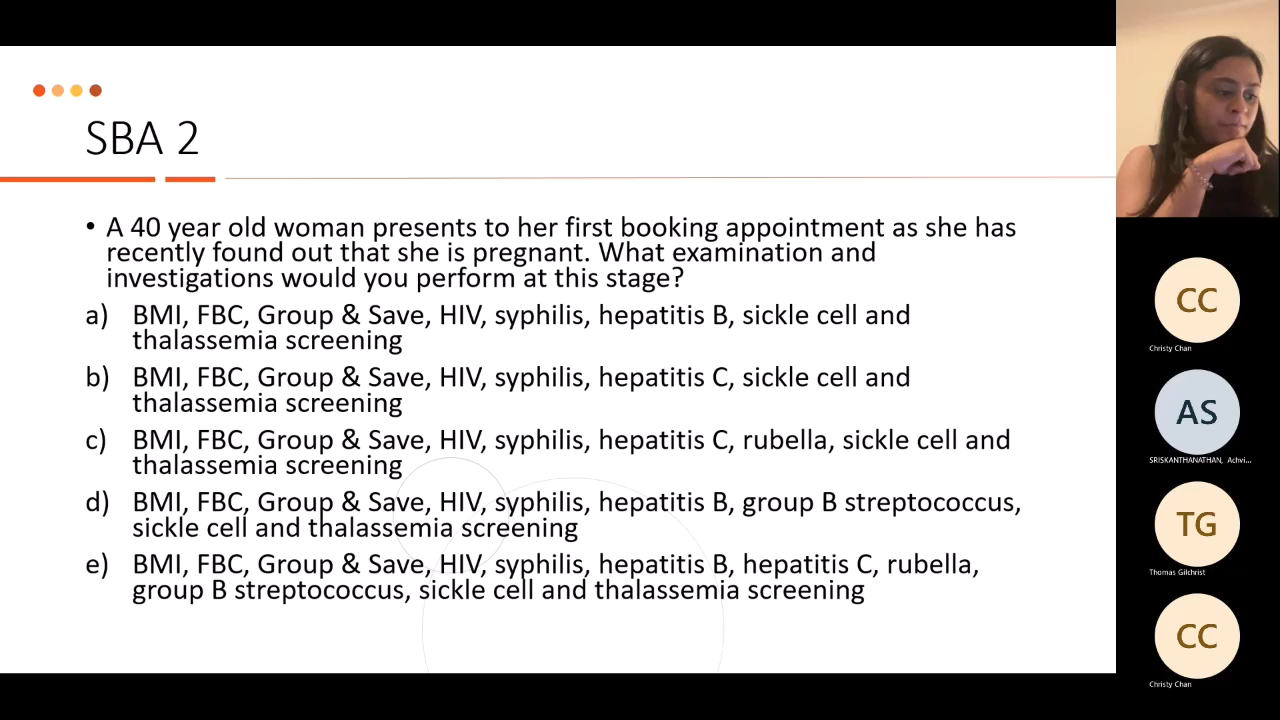 SBA 2
• A 40 year old woman presents to her first booking appointment as she has
recently found out that she is pregnant. What examination and
investigations would you perform at this stage?
a) BMI, FBC, Group & Save, HIV, syphilis, hepatitis B, sickle cell and
thalassemia screening
b) BMI, FBC, Group & Save, HIV, syphilis, hepatitis C, sickle cell and
thalassemia screening
c) BMI, FBC, Group & Save, HIV, syphilis, hepatitis C, rubella, sickle cell and
thalassemia screening
d) BMI, FBC, Group & Save, HIV, syphilis, hepatitis B, group B streptococcus,
sickle cell and thalassemia screening
e) BMI, FBC, Group & Save, HIV, syphilis, hepatitis B, hepatitis C, rubella,
group B streptococcus, sickle cell and thalassemia screening
CC
Christy Chan
AS
SRISKANTHANATHAN, Achvi...
TG
Thomas Gilchrist
CC
Christy Chan